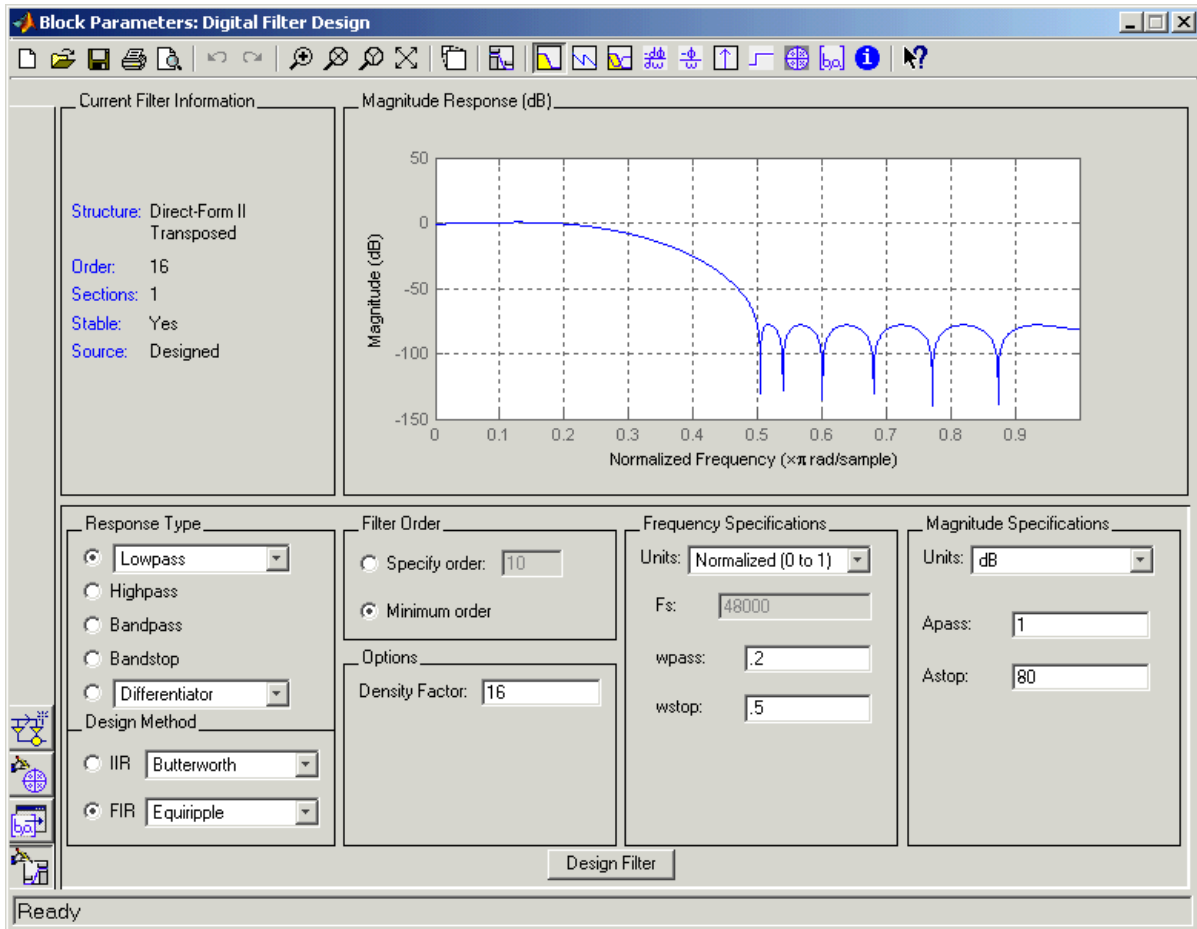 Block Parameters: Digital Filter Design
Current Filter Information
Structure: Direct-Form II
Transposed
Order: 16
Sections: 1
Stable: Yes
Source: Designed
Magnitude Response (dB)
50
0
-50
-100
-150
Magnitude (dB)
0 0.1 0.2 0.3 0.4 0.5 0.6 0.7 0.8 0.9
Normalized Frequency (×π rad/sample)
Response Type
Lowpass
Highpass
Bandpass
Bandstop
Differentiator
Design Method
IIR Butterworth
FIR Equiripple
Filter Order
Specify order: 10
Minimum order
Options
Density Factor: 16
Frequency Specifications
Units: Normalized (0 to 1)
Fs: 48000
wpass: .2
wstop: .5
Magnitude Specifications
Units: dB
Apass: 1
Astop: 80
Design Filter
Ready